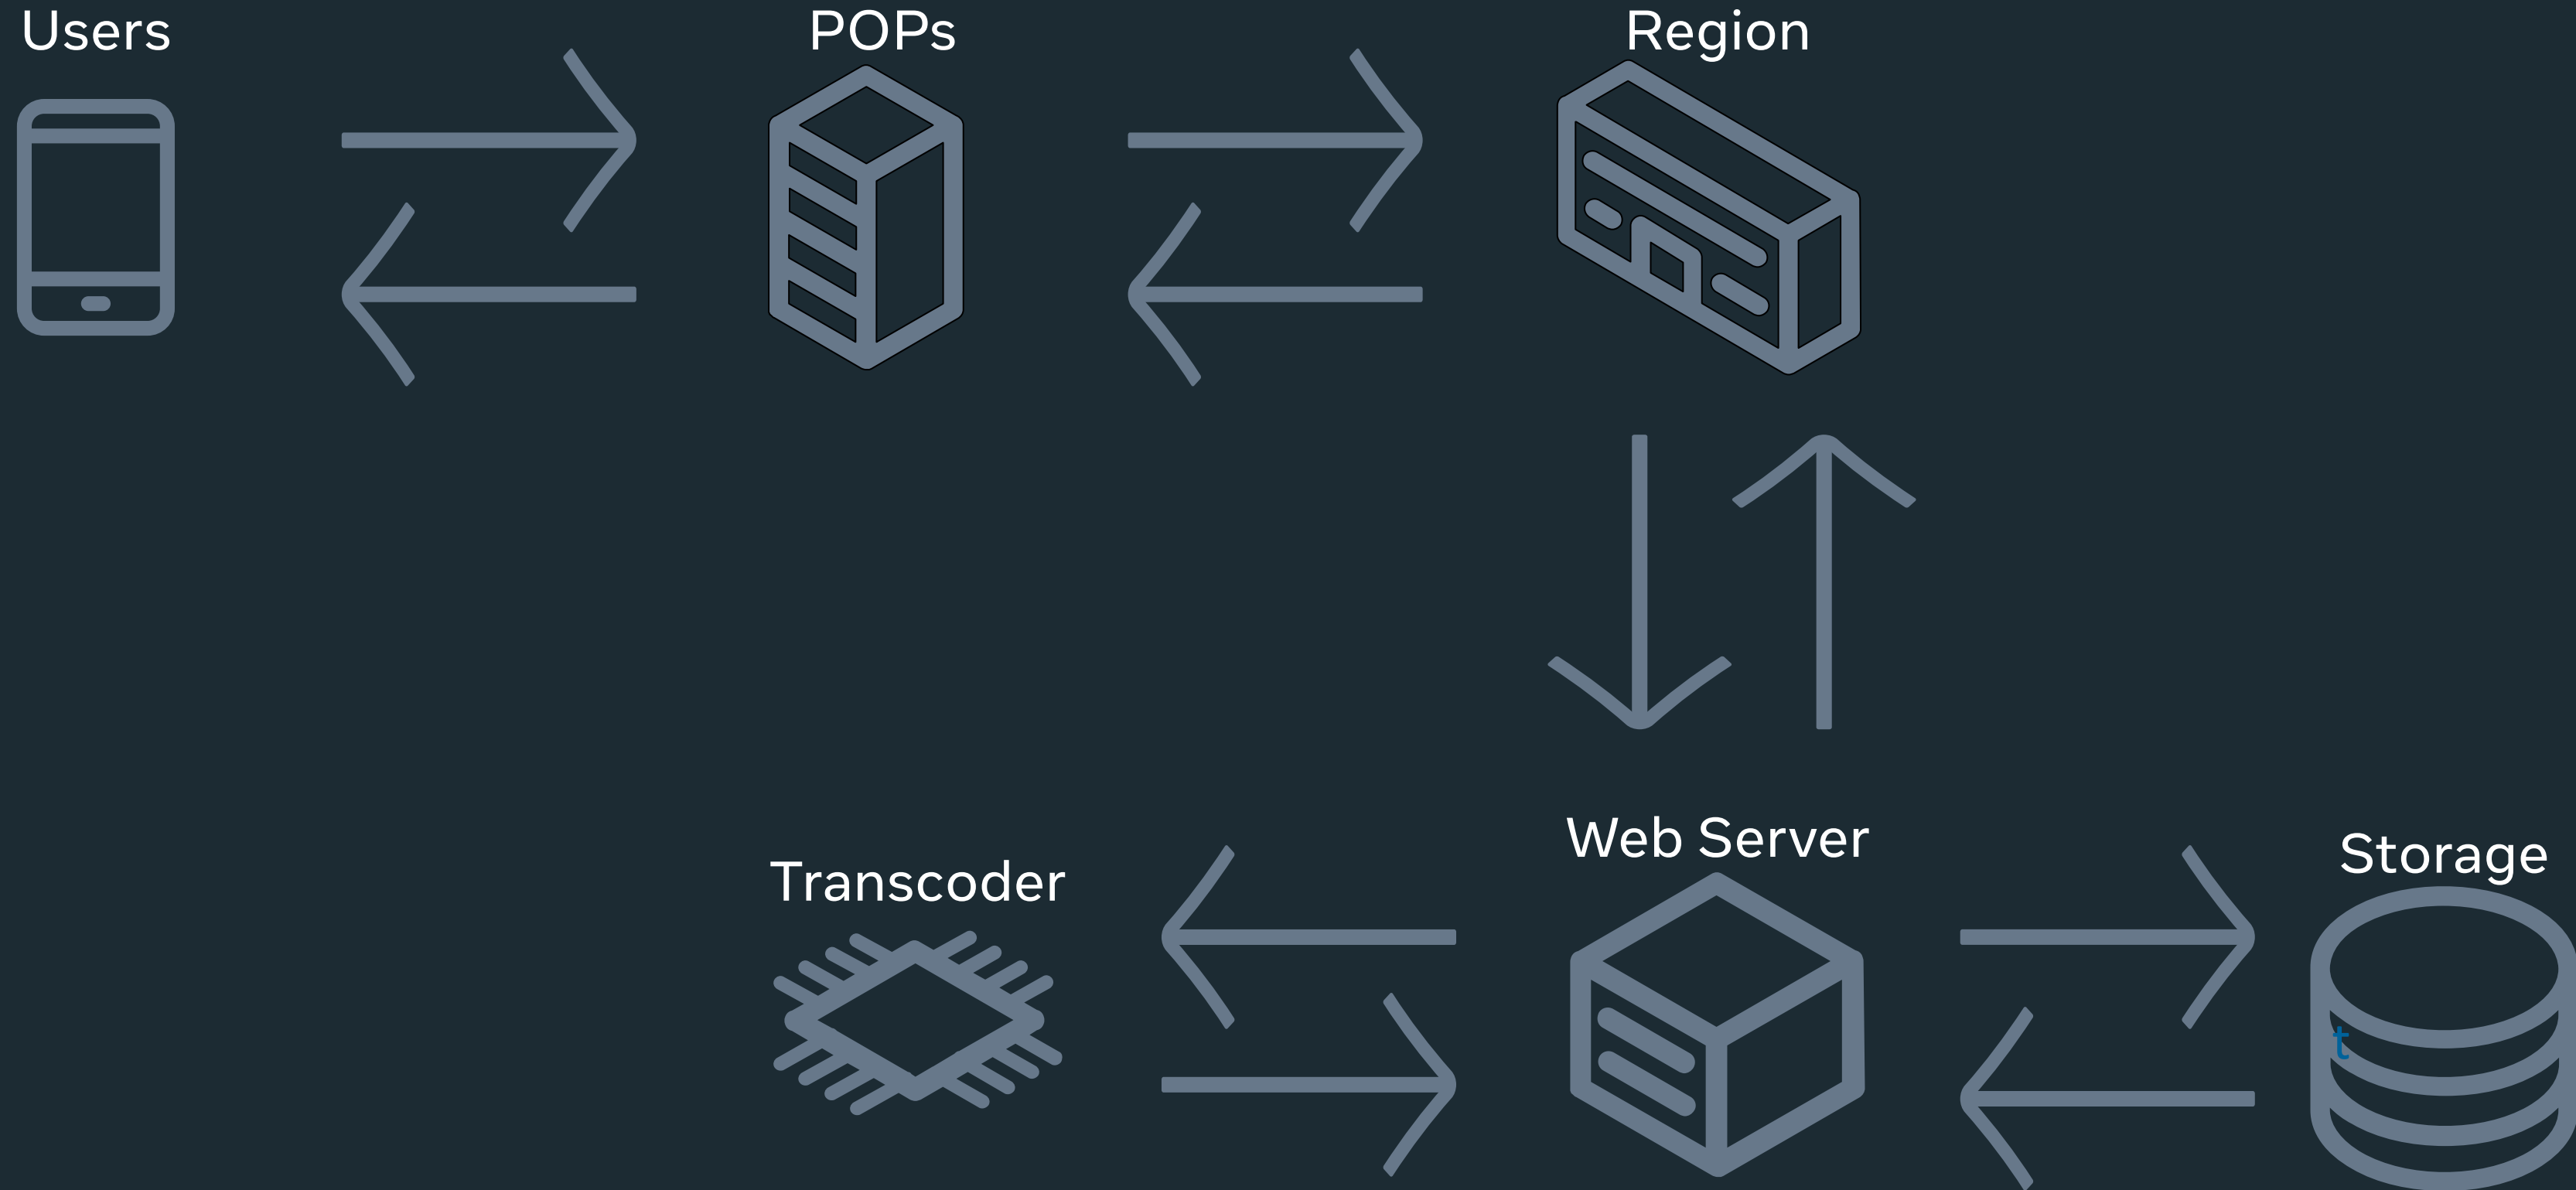 Users
POPs
Region
Web Server
Transcoder
Storage
t